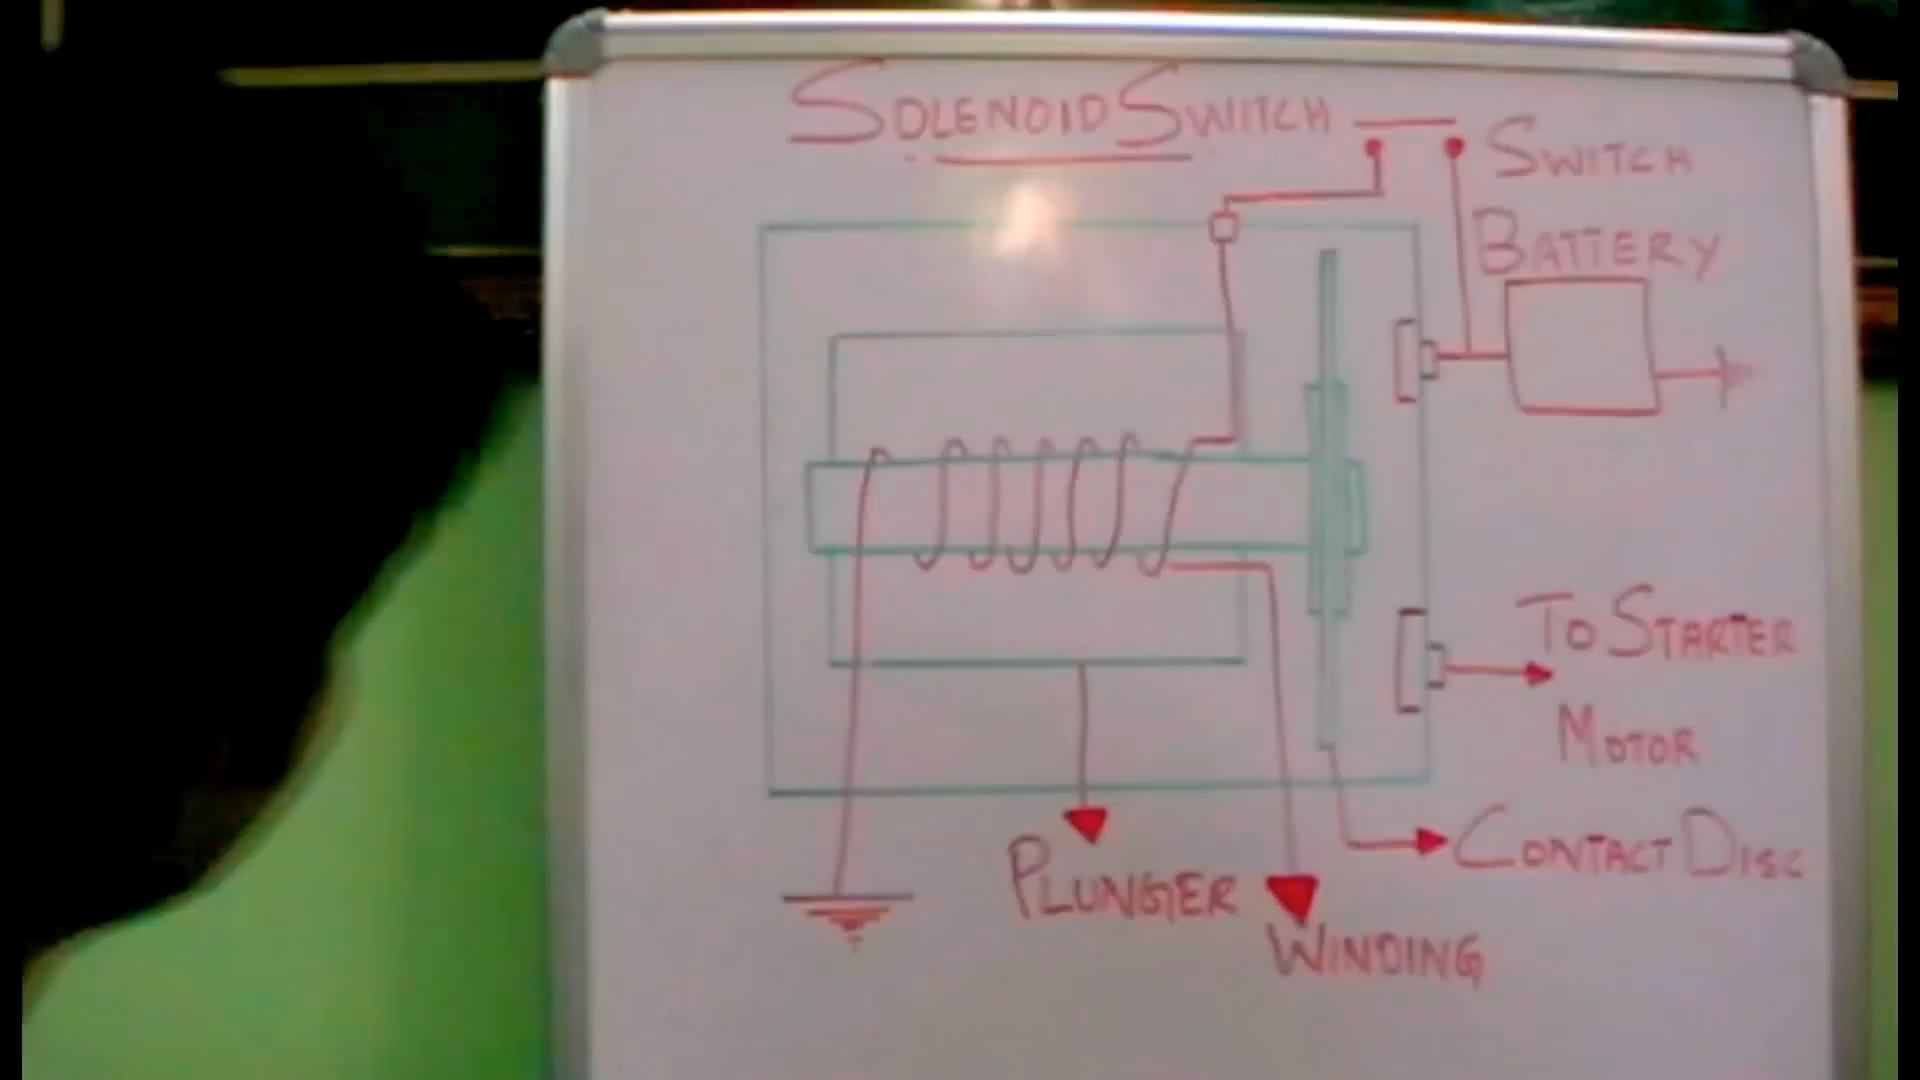 SOLENOID SWITCH
SWITCH
BATTERY
TO STARTER
MOTOR
CONTACT DISC
PLUNGER
WINDING